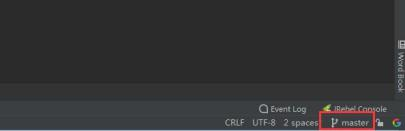 Word Book
Event Log JRebel Console
CRLF UTF-8 2 spaces master